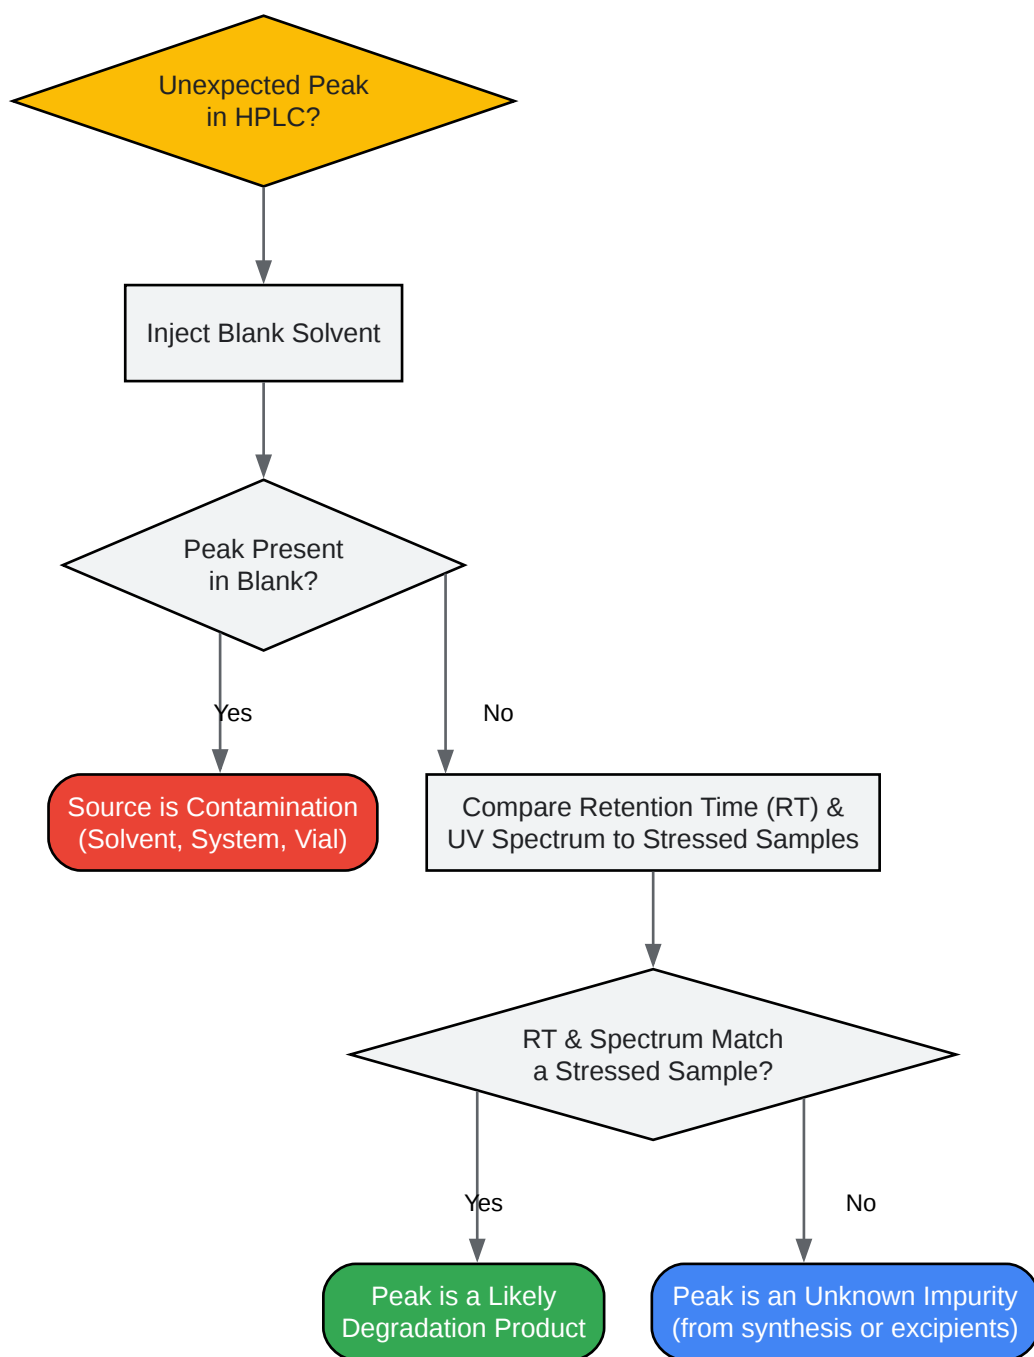 Unexpected Peak
in HPLC?
Inject Blank Solvent
Peak Present
in Blank?
Yes
No
Source is Contamination
(Solvent, System, Vial)
Compare Retention Time (RT) &
UV Spectrum to Stressed Samples
RT & Spectrum Match
a Stressed Sample?
Yes
No
Peak is a Likely
Degradation Product
Peak is an Unknown Impurity
(from synthesis or excipients)